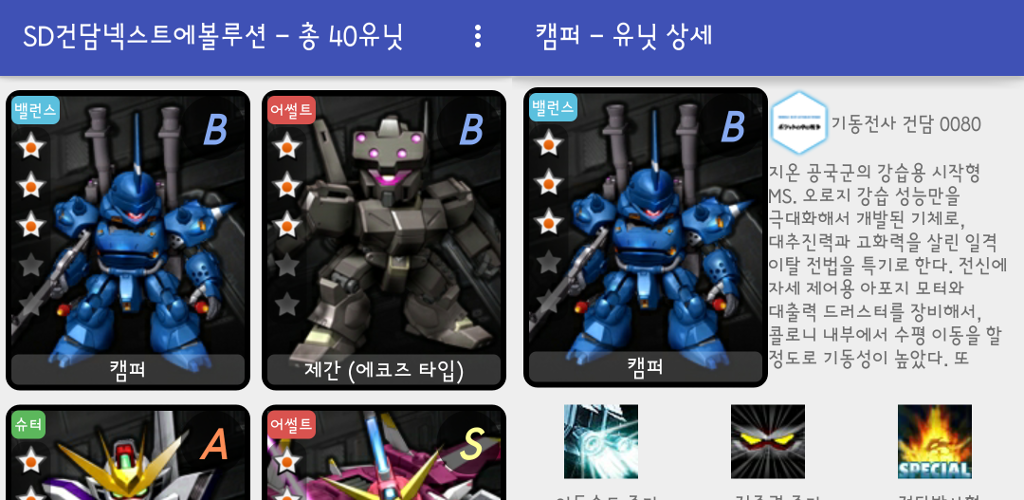 SD건담넥스트에볼루션 - 총 40유닛
밸런스
B
캠퍼
어썰트
B
제간 (에코즈 타입)
슈터
A
어썰트
S
캠퍼 - 유닛 상세
밸런스
B
캠퍼
기동전사 건담 0080
지온 공국군의 강습용 시작형
MS. 오로지 강습 성능만을
극대화해서 개발된 기체로,
대추진력과 고화력을 살린 일격
이탈 전법을 특기로 한다. 전신에
자세 제어용 아포지 모터와
대출력 드러스터를 장비해서,
콜로니 내부에서 수평 이동을 할
정도로 기동성이 높았다. 또
SPECIAL